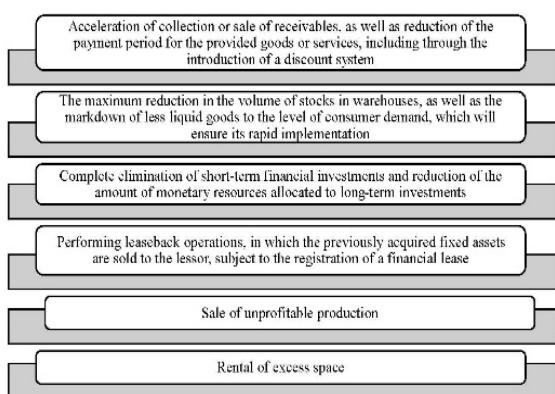 Acceleration of collection or sale of receivables, as well as reduction of the
payment period for the provided goods or services, including through the
introduction of a discount system
The maximum reduction in the volume of stocks in warehouses, as well as the
markdown of less liquid goods to the level of consumer demand, which will
ensure its rapid implementation
Complete elimination of short-term financial investments and reduction of the
amount of monetary resources allocated to long-term investments
Performing leaseback operations, in which the previously acquired fixed assets
are sold to the lessor, subject to the registration of a financial lease
Sale of unprofitable production
Rental of excess space